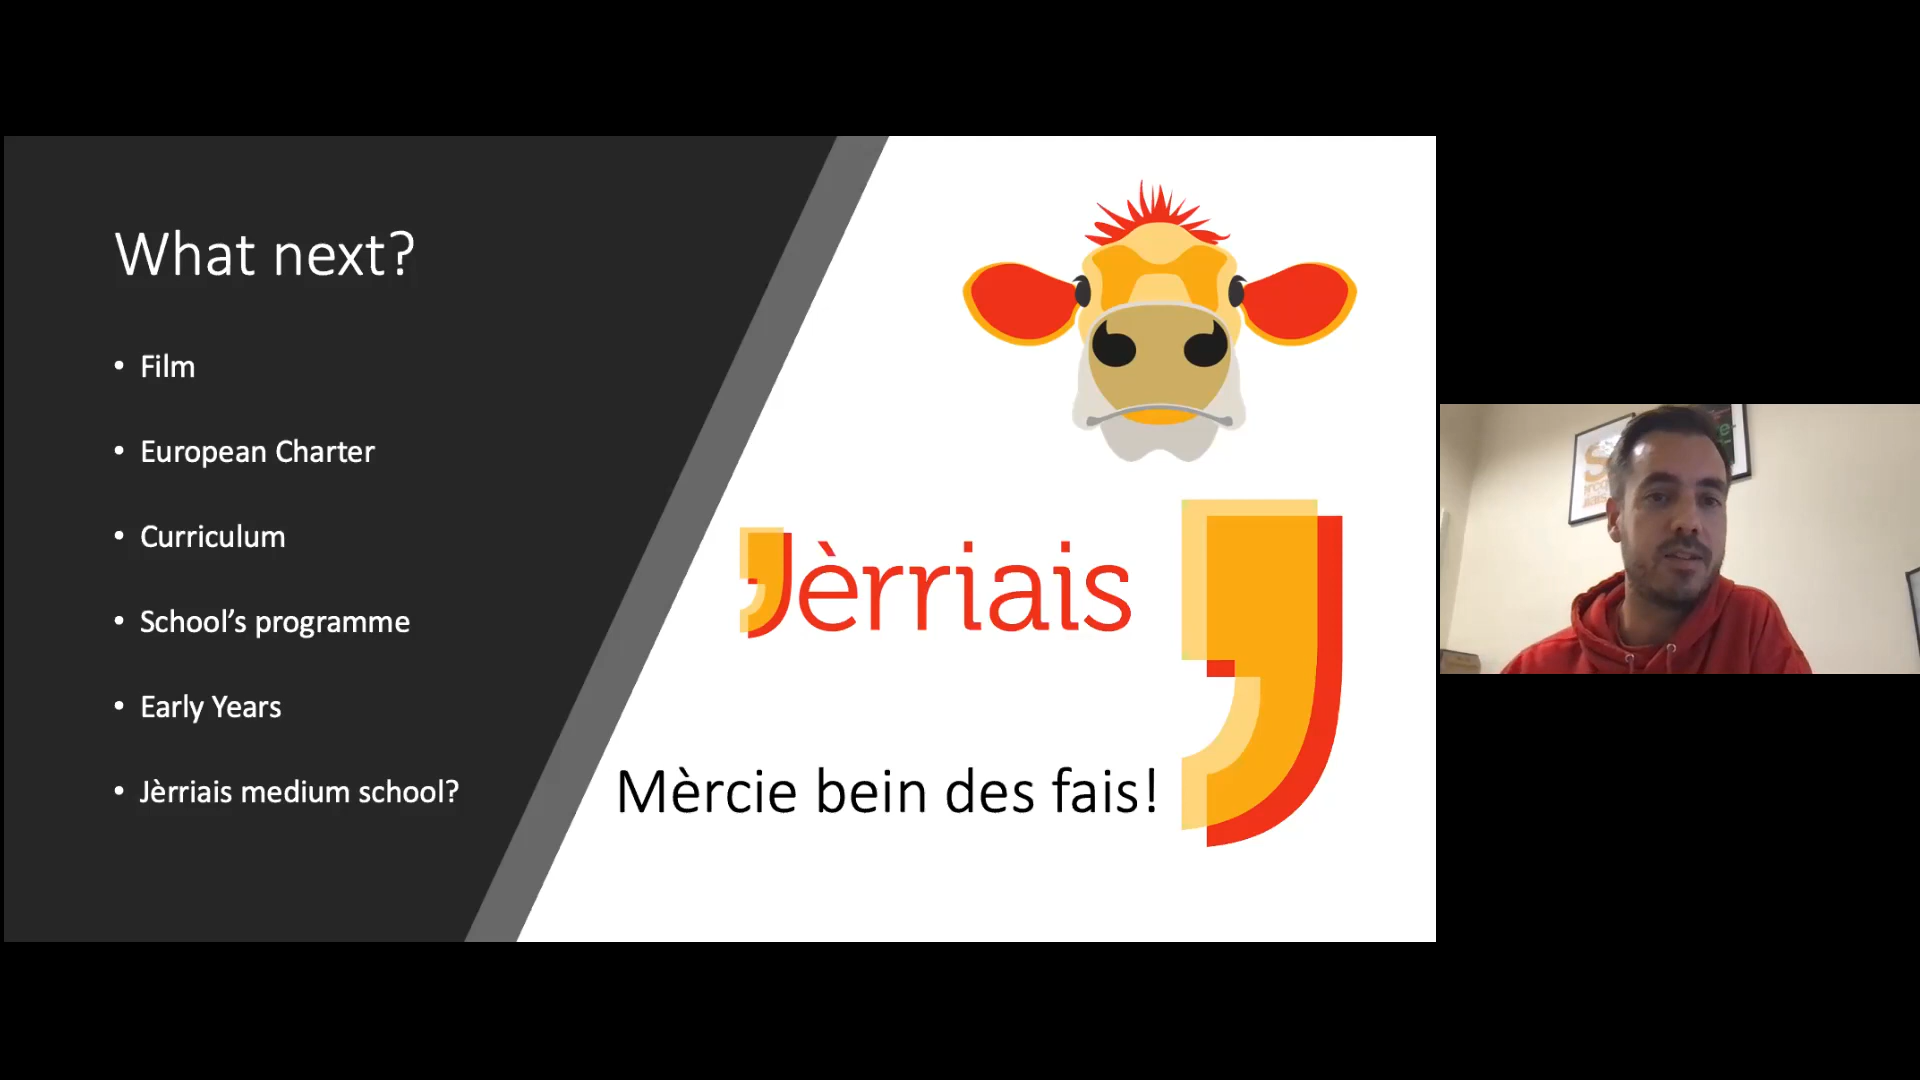 What next?
• Film
• European Charter
• Curriculum
• School’s programme
• Early Years
• Jèrriais medium school?
Jèrriais
Mèrcie bein des fais!